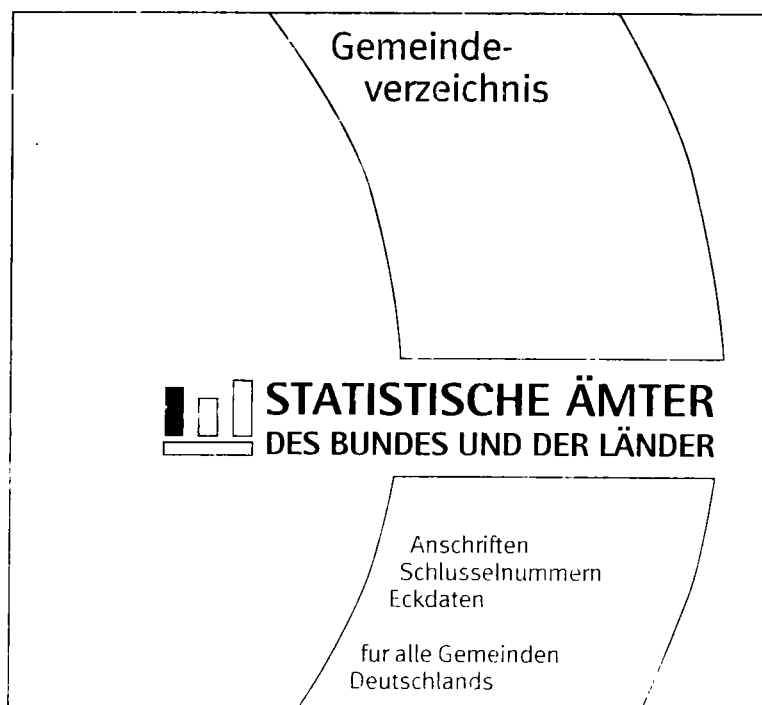 Gemeinde-
verzeichnis
STATISTISCHE ÄMTER
DES BUNDES UND DER LÄNDER
Anschriften
Schlusselnummern
Eckdaten
fur alle Gemeinden
Deutschlands